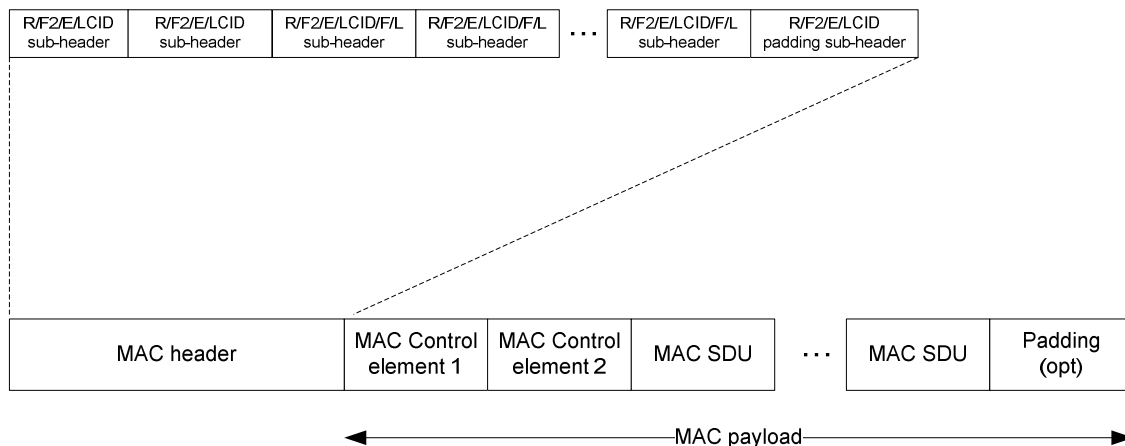 R/F2/E/LCID
sub-header
R/F2/E/LCID
sub-header
R/F2/E/LCID/F/L
sub-header
R/F2/E/LCID/F/L
sub-header
...
R/F2/E/LCID/F/L
sub-header
R/F2/E/LCID
padding sub-header
MAC header
MAC Control
element 1
MAC Control
element 2
MAC SDU
...
MAC SDU
Padding
(opt)
MAC payload